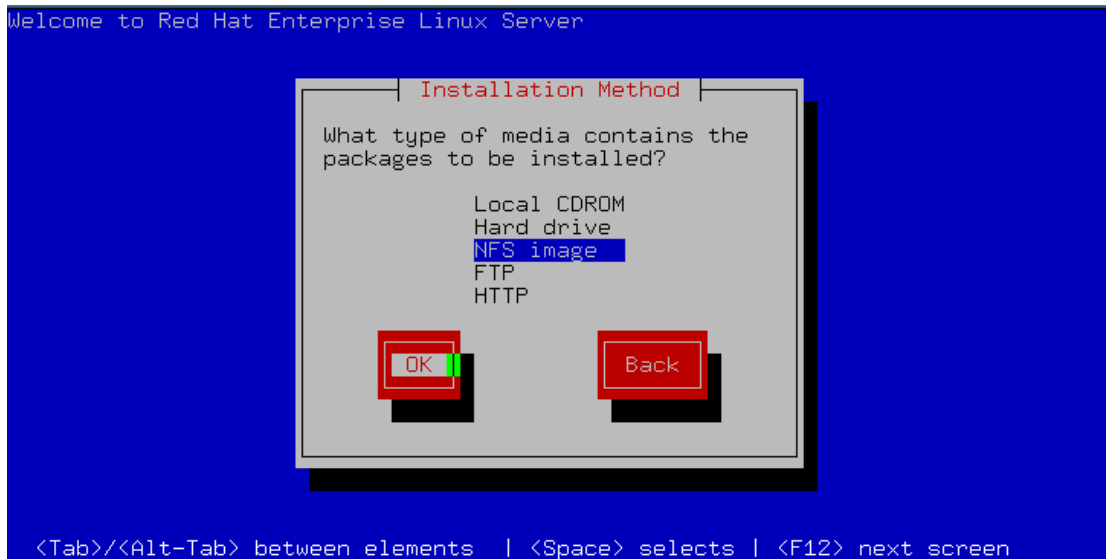 Welcome to Red Hat Enterprise Linux Server
Installation Method
What type of media contains the
packages to be installed?
Local CDROM
Hard drive
NFS image
FTP
HTTP
OK Back
<Tab>/<Alt-Tab> between elements | <Space> selects | <F12> next screen